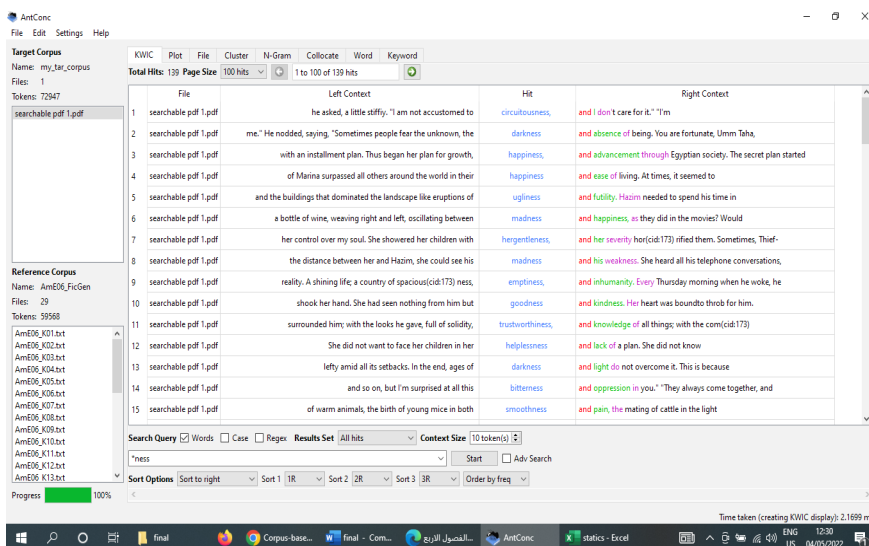 AntConc
File Edit Settings Help
Target Corpus
Name: my_tar_corpus
Files: 1
Tokens: 72947
searchable pdf 1.pdf
Reference Corpus
Name: AmE06_FicGen
Files: 29
Tokens: 59568
AmE06_K01.txt
AmE06_K02.txt
AmE06_K03.txt
AmE06_K04.txt
AmE06_K05.txt
AmE06_K06.txt
AmE06_K07.txt
AmE06_K08.txt
AmE06_K09.txt
AmE06_K10.txt
AmE06_K11.txt
AmE06_K12.txt
AmE06 K13.txt
Progress 100%
KWIC Plot File Cluster N-Gram Collocate Word Keyword
Total Hits: 139 Page Size 100 hits 1 to 100 of 139 hits
File Left Context Hit Right Context
1 searchable pdf 1.pdf he asked, a little stiffiy. "I am not accustomed to circuitousness, and I don't care for it." "I'm
2 searchable pdf 1.pdf me." He nodded, saying, "Sometimes people fear the unknown, the darkness and absence of being. You are fortunate, Umm Taha,
3 searchable pdf 1.pdf with an installment plan. Thus began her plan for growth, happiness, and advancement through Egyptian society. The secret plan started
4 searchable pdf 1.pdf of Marina surpassed all others around the world in their happiness and ease of living. At times, it seemed to
5 searchable pdf 1.pdf and the buildings that dominated the landscape like eruptions of ugliness and futility. Hazim needed to spend his time in
6 searchable pdf 1.pdf a bottle of wine, weaving right and left, oscillating between madness and happiness, as they did in the movies? Would
7 searchable pdf 1.pdf her control over my soul. She showered her children with hergentleness, and her severity hor(cid:173) rified them. Sometimes, Thief-
8 searchable pdf 1.pdf the distance between her and Hazim, she could see his madness and his weakness. She heard all his telephone conversations,
9 searchable pdf 1.pdf reality. A shining life; a country of spacious(cid:173) ness, emptiness, and inhumanity. Every Thursday morning when he woke, he
10 searchable pdf 1.pdf shook her hand. She had seen nothing from him but goodness and kindness. Her heart was boundto throb for him.
11 searchable pdf 1.pdf surrounded him; with the looks he gave, full of solidity, trustworthiness, and knowledge of all things; with the com(cid:173)
12 searchable pdf 1.pdf She did not want to face her children in her helplessness and lack of a plan. She did not know
13 searchable pdf 1.pdf lefty amid all its setbacks. In the end, ages of darkness and light do not overcome it. This is because
14 searchable pdf 1.pdf and so on, but I'm surprised at all this bitterness and oppression in you." "They always come together, and
15 searchable pdf 1.pdf of warm animals, the birth of young mice in both smoothness and pain, the mating of cattle in the light
Search Query Words Case Regex Results Set All hits Context Size 10 token(s)
*ness Start Adv Search
Sort Options Sort to right Sort 1 1R Sort 2 2R Sort 3 3R Order by freq
Time taken (creating KWIC display): 2.1699 m
final Corpus-base... final - Com... الفصول الاربع... AntConc statics - Excel ENG 12:30
US 04/05/2022